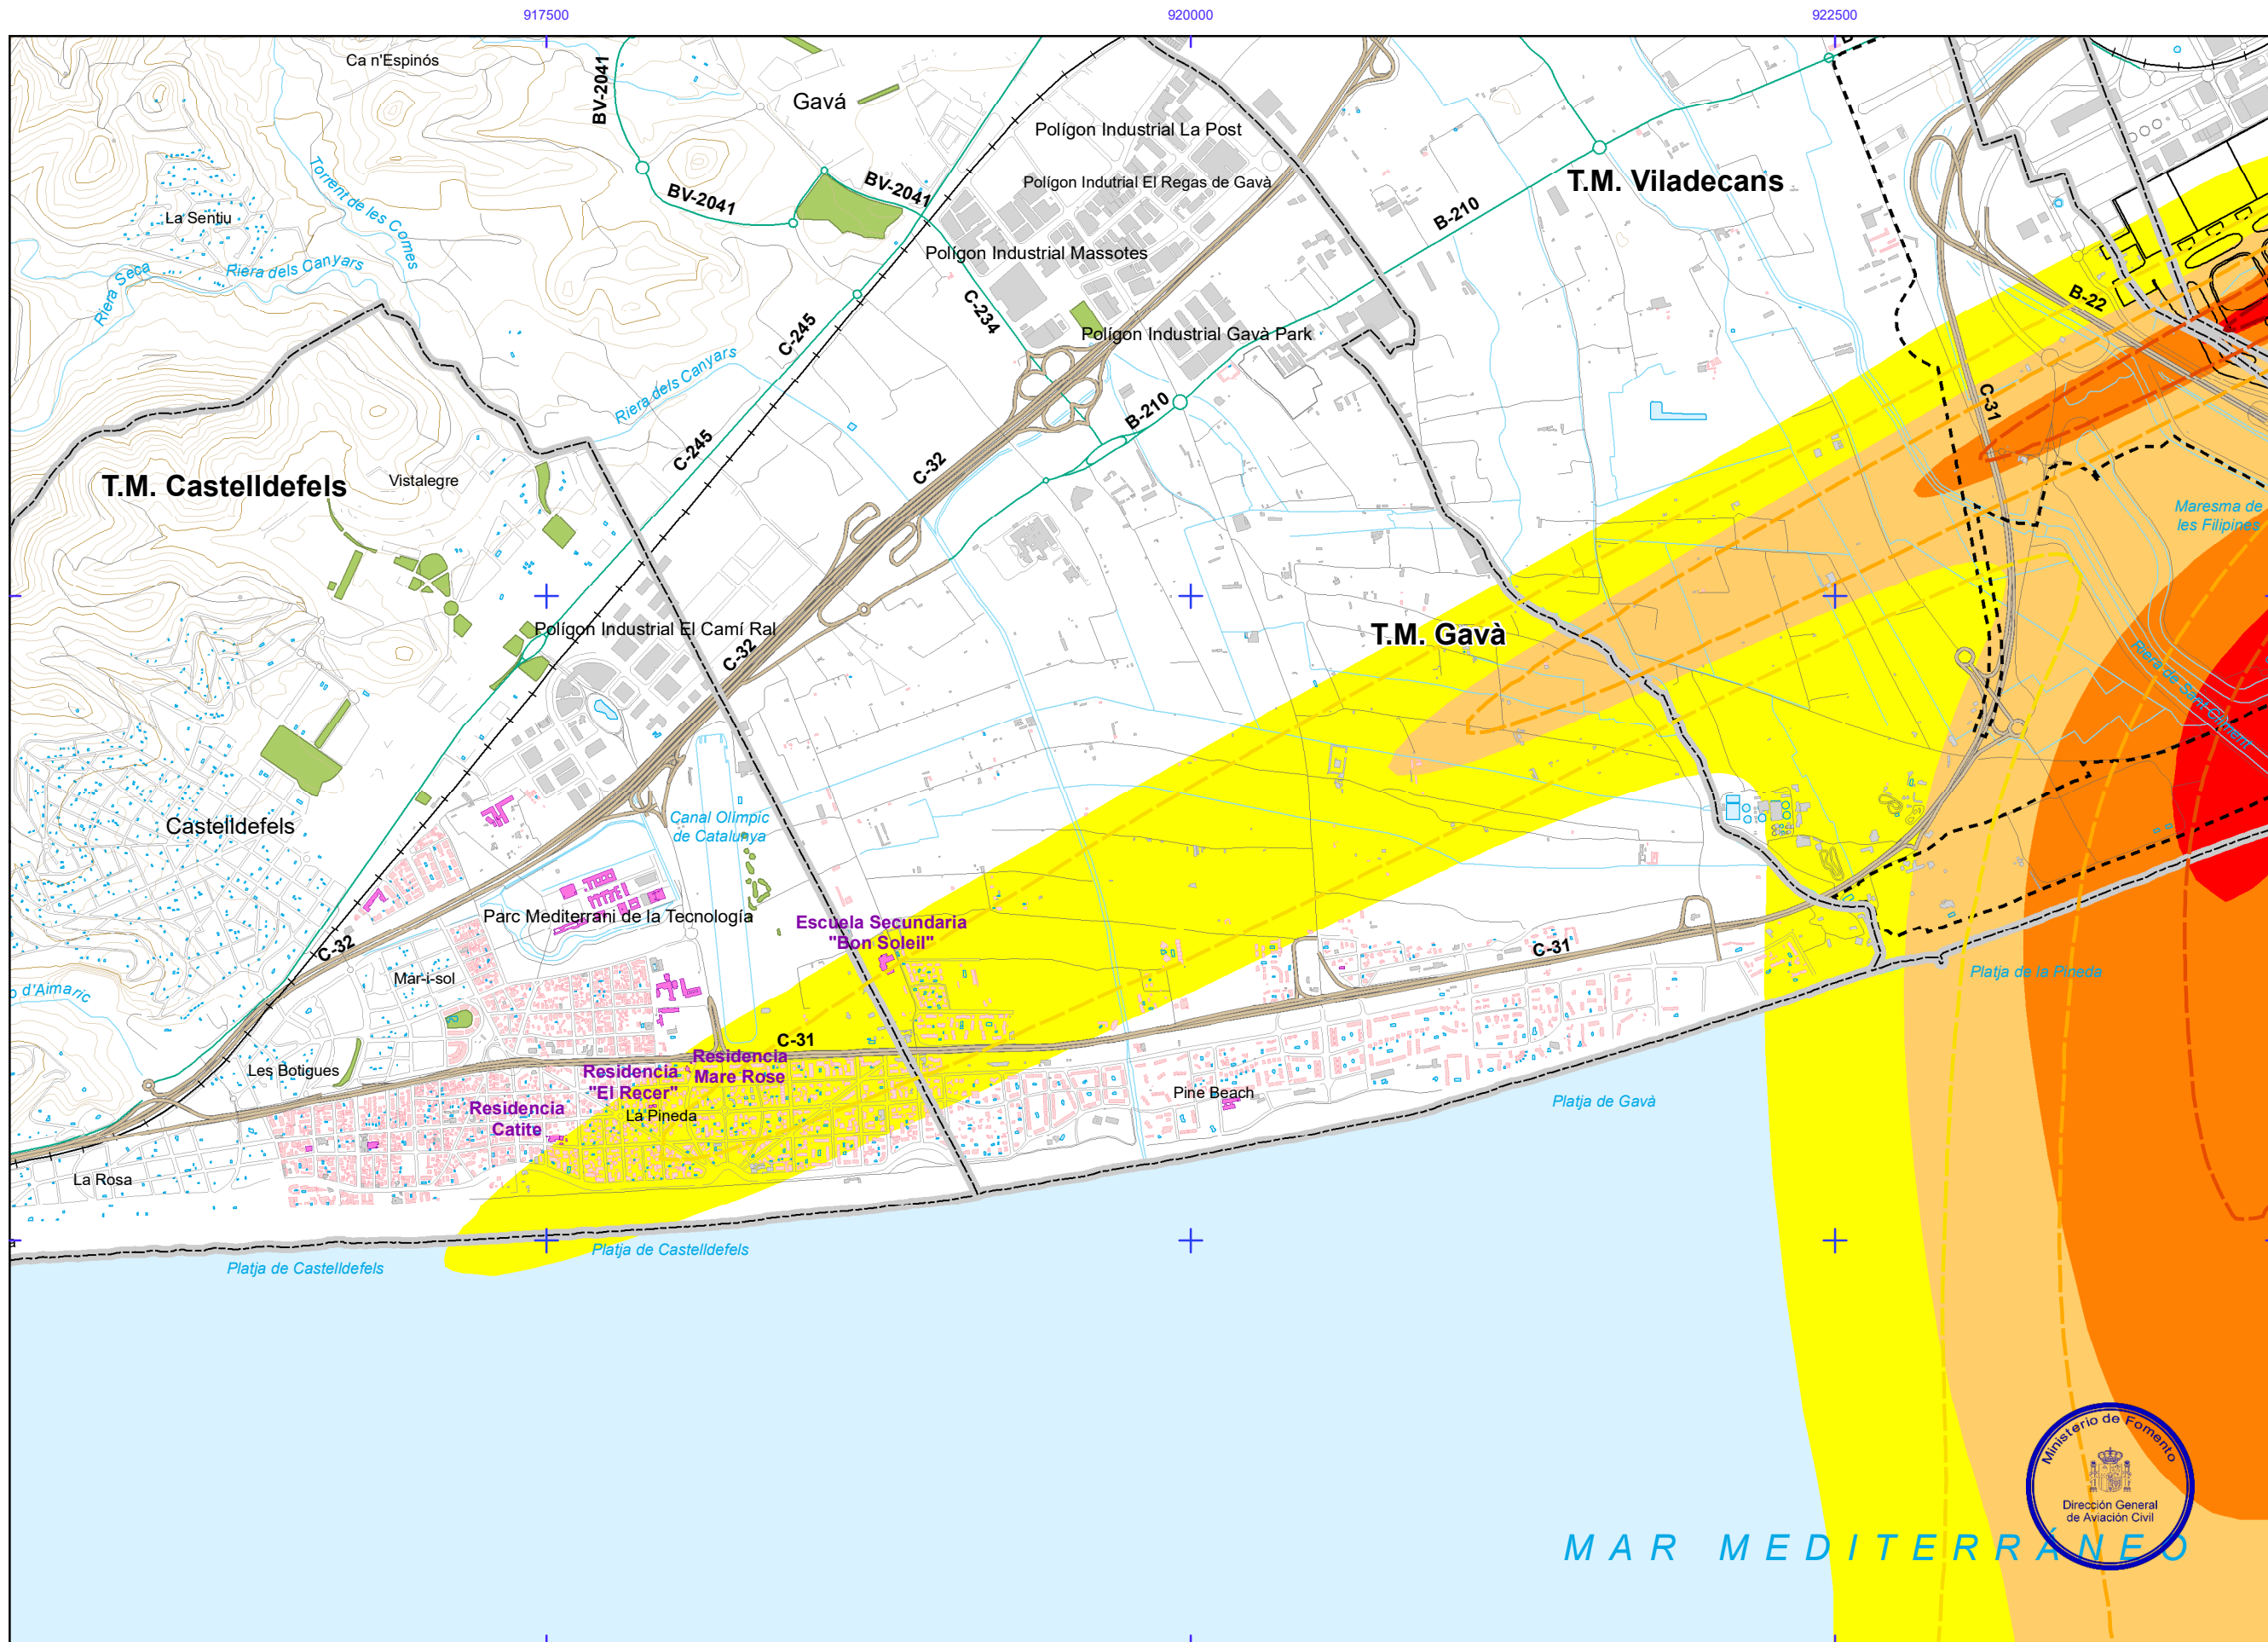 917500
920000
922500
Ca n'Espinós
BV-2041
Gavá
Polígon Industrial La Post
Polígon Indutrial El Regas de Gavà
T.M. Viladecans
Torrent de les Comes
BV-2041
BV-2041
B-210
La Sentiu
Polígon Industrial Massotes
Riera Seca
Riera dels Canyars
C-234
B-22
C-245
Polígon Industrial Gavà Park
Riera dels Canyars
B-210
C-31
C-245
C-32
T.M. Castelldefels
Vistalegre
Maresma de
les Filipines
Polígon Industrial El Camí Ral
C-32
T.M. Gavà
Riera de Sant Climent
Canal Olímpic
de Catalunya
Castelldefels
Parc Mediterrani de la Tecnología
Escuela Secundaria
"Bon Soleil"
C-32
C-31
Mar-i-sol
Platja de la Pineda
o d'Aimaric
C-31
Residencia
Mare Rose
Les Botigues
Residencia
"El Recer"
Pine Beach
Platja de Gavà
Residencia
Catite
La Pineda
La Rosa
a
Platja de Castelldefels
Platja de Castelldefels
Ministerio de Fomento
Dirección General
de Aviación Civil
MAR MEDITERRÁNEO